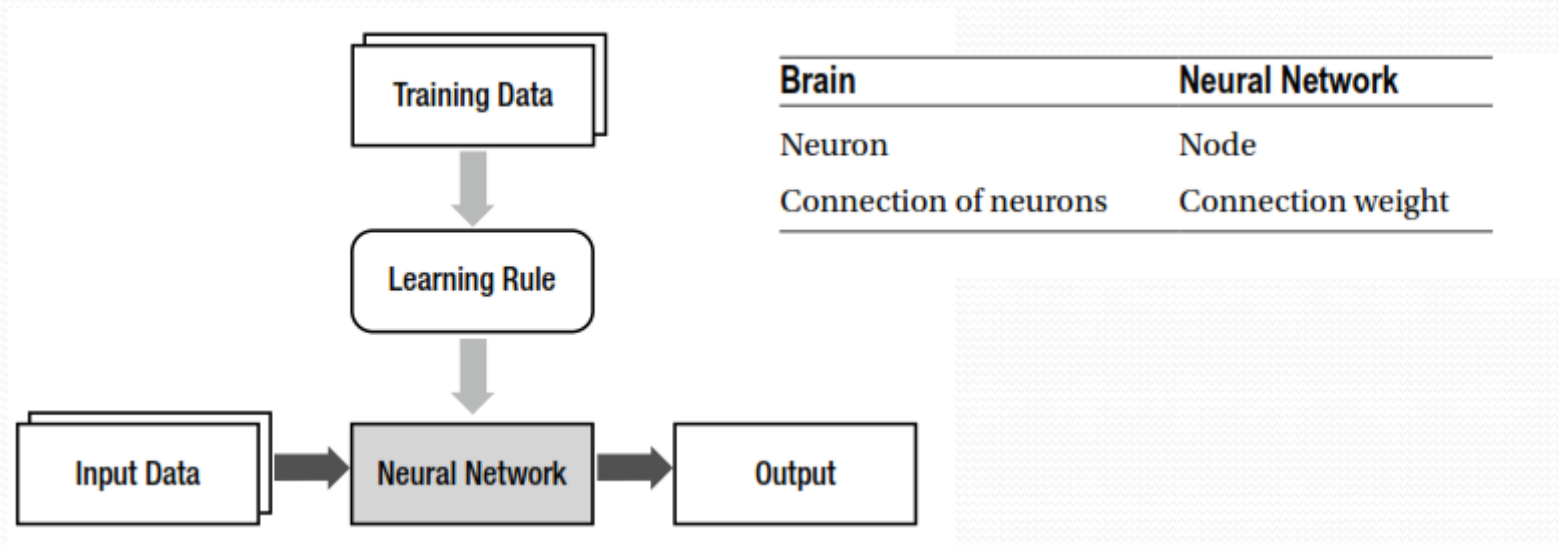 Training Data
Learning Rule
Input Data
Neural Network
Output
Brain Neural Network
Neuron Node
Connection of neurons Connection weight